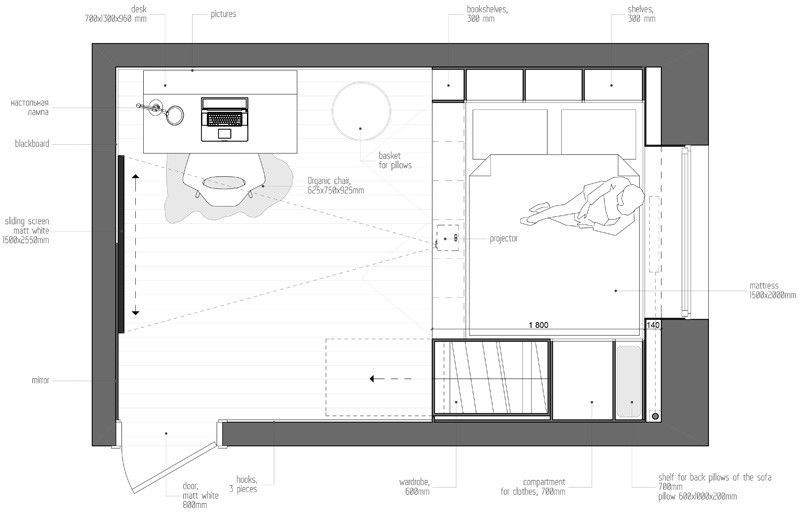 desk
700x1300x960 mm
pictures
bookshelves,
300 mm
shelves,
300 mm
настольная
лампа
blackboard
basket
for pillows
Organic chair,
625x750x925mm
sliding screen
matt white
1500x2550mm
projector
mattress
1500x2000mm
1 800
140
mirror
door,
matt white
800mm
hooks,
3 pieces
wardrobe,
600mm
compartment
for clothes, 700mm
shelf for back pillows of the sofa
700mm
pillow 600x1000x200mm